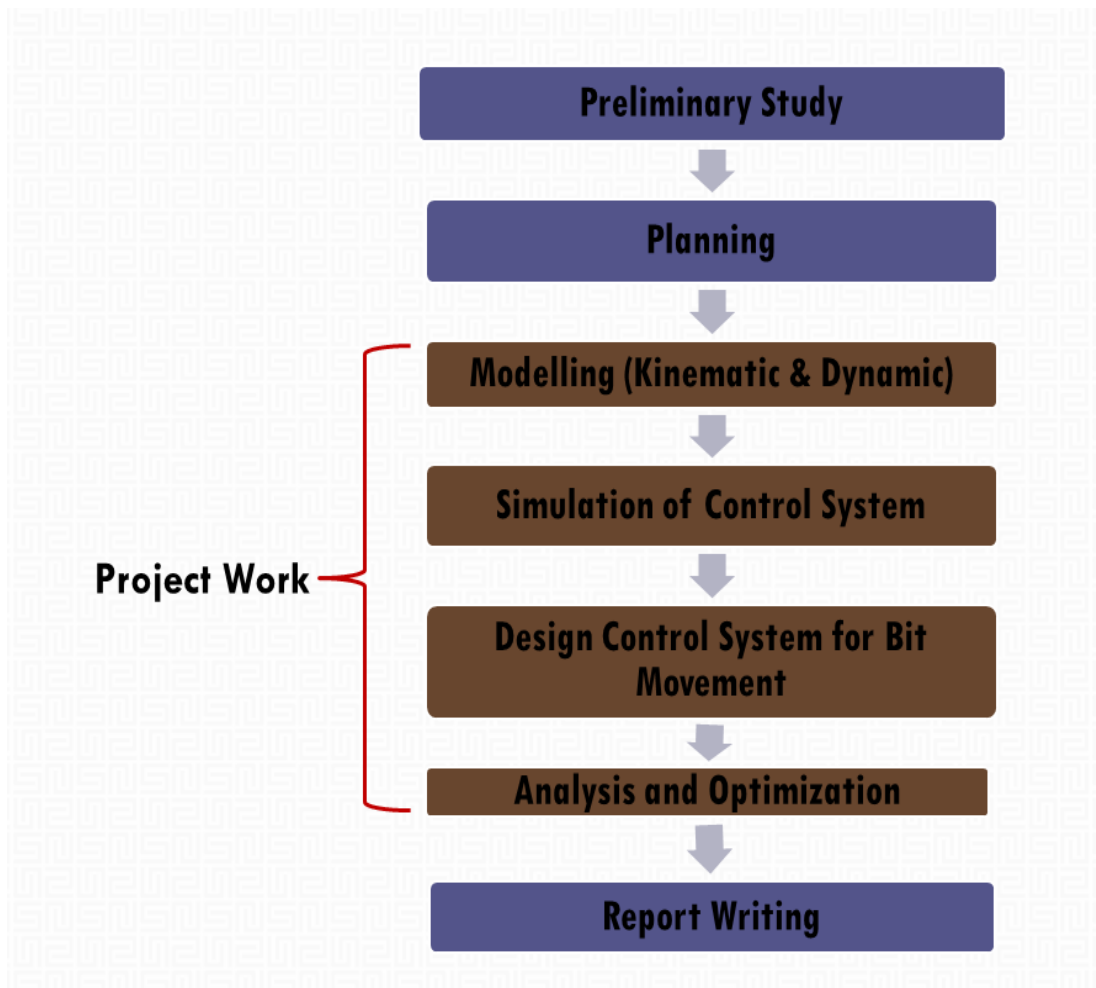 Preliminary Study
Planning
Modelling (Kinematic & Dynamic)
Simulation of Control System
Project Work
Design Control System for Bit
Movement
Analysis and Optimization
Report Writing